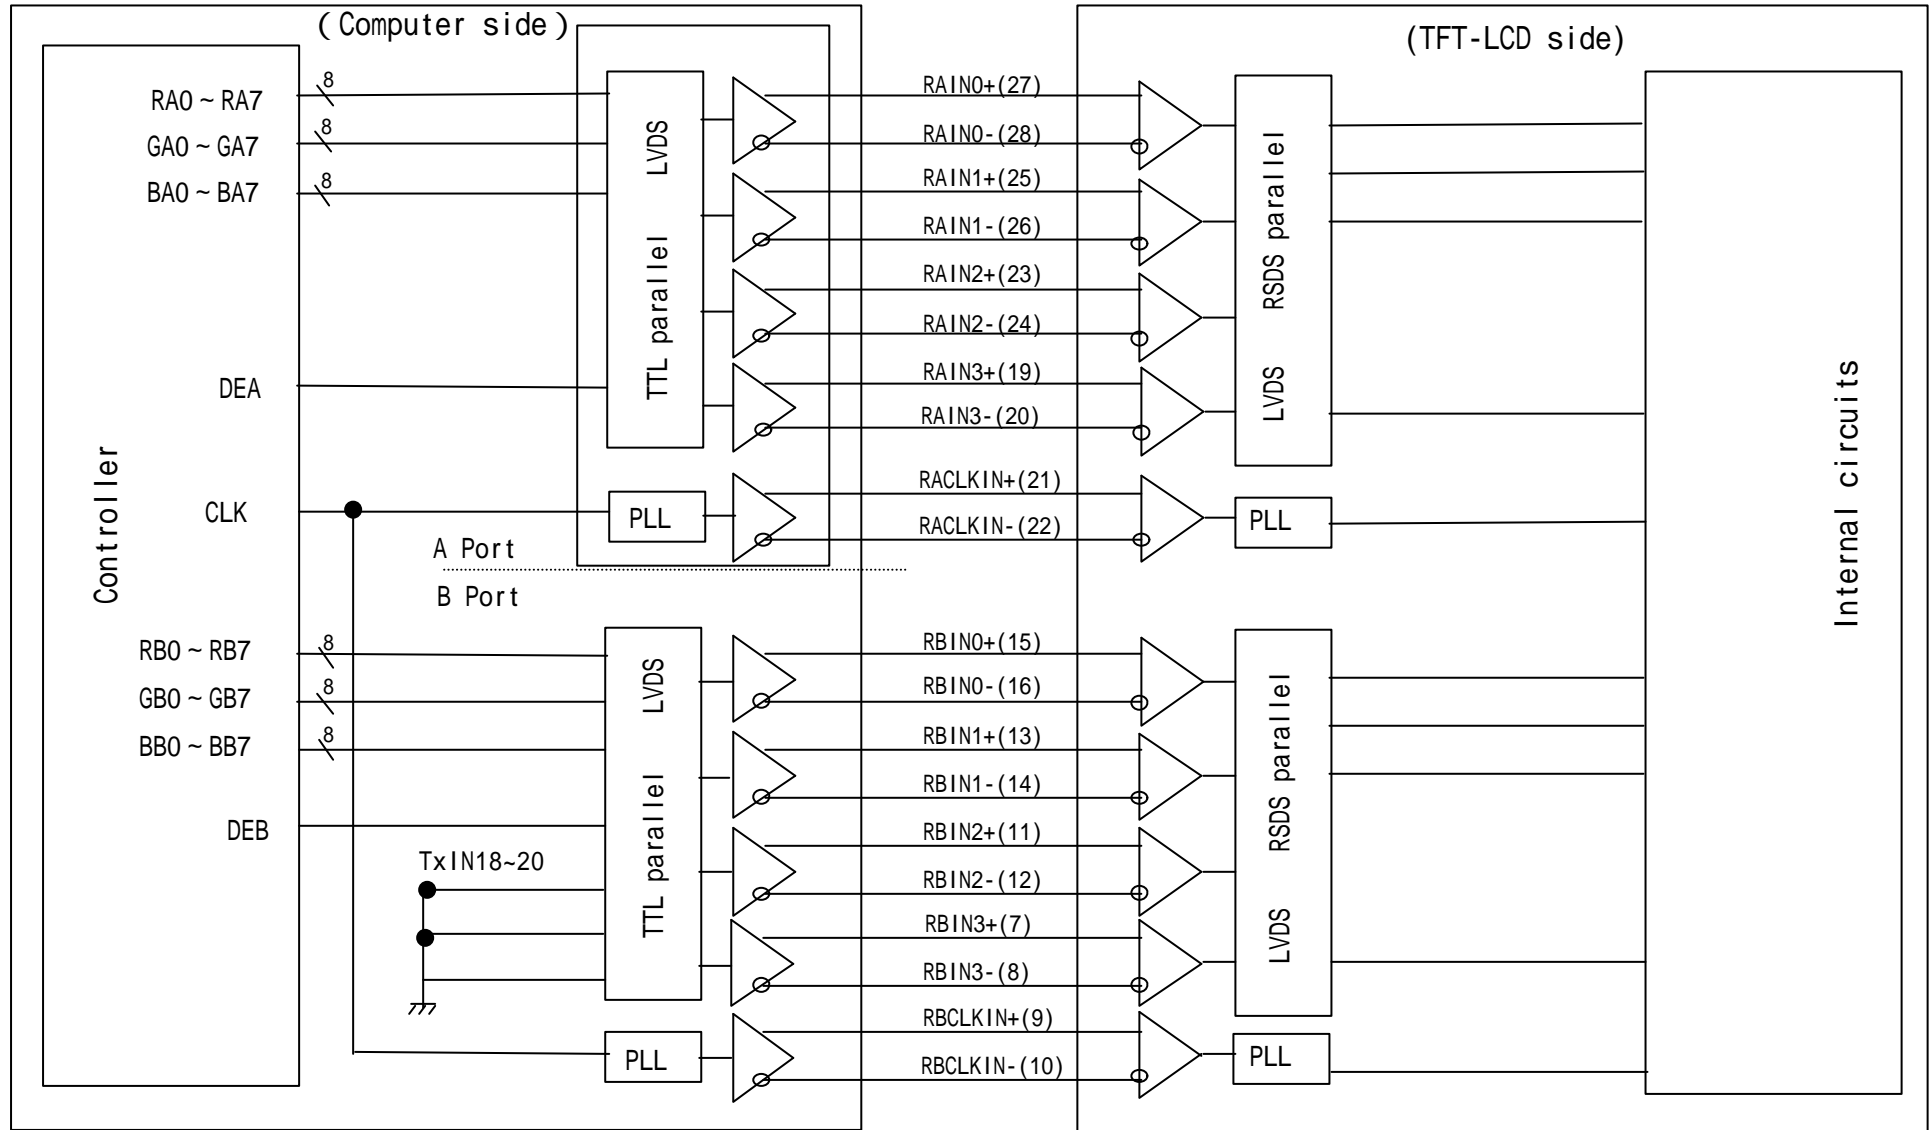 (Computer side)
(TFT-LCD side)
Controller
RA0 ~ RA7
8
GA0 ~ GA7
8
BA0 ~ BA7
8
DEA
CLK
TTL parallel LVDS
PLL
A Port
B Port
RAIN0+(27)
RAIN0-(28)
RAIN1+(25)
RAIN1-(26)
RAIN2+(23)
RAIN2-(24)
RAIN3+(19)
RAIN3-(20)
RACLKIN+(21)
RACLKIN-(22)
LVDS RSDS parallel
PLL
Internal circuits
RB0 ~ RB7
8
GB0 ~ GB7
8
BB0 ~ BB7
8
DEB
TxIN18~20
TTL parallel LVDS
PLL
RBIN0+(15)
RBIN0-(16)
RBIN1+(13)
RBIN1-(14)
RBIN2+(11)
RBIN2-(12)
RBIN3+(7)
RBIN3-(8)
RBCLKIN+(9)
RBCLKIN-(10)
LVDS RSDS parallel
PLL